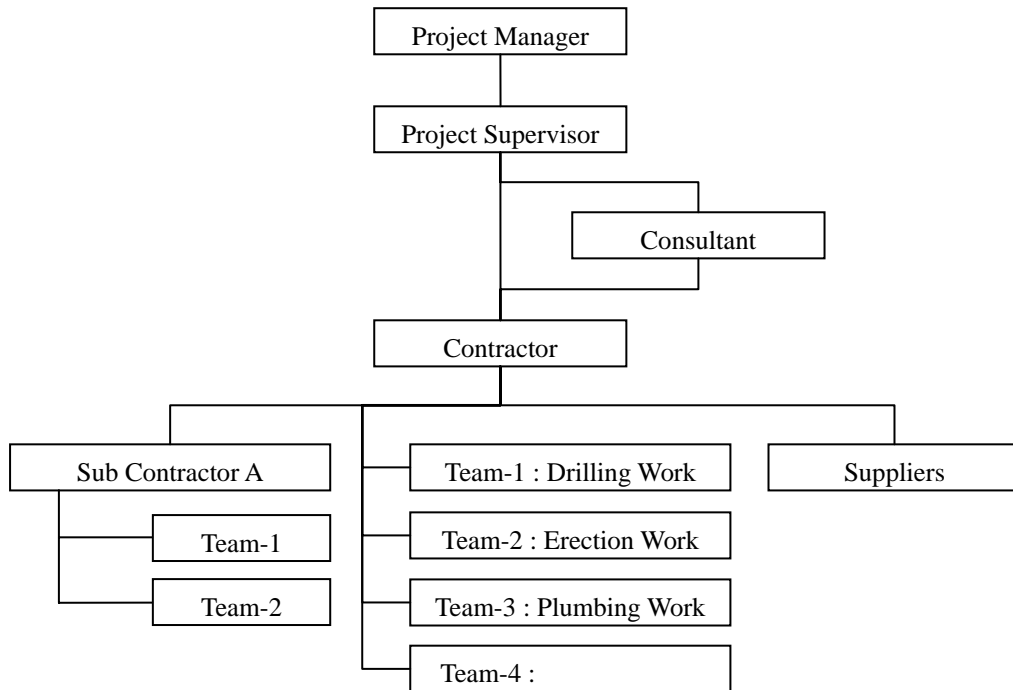 Project Manager
Project Supervisor
Consultant
Contractor
Sub Contractor A
Team-1
Team-2
Team-1 : Drilling Work
Team-2 : Erection Work
Team-3 : Plumbing Work
Team-4 :
Suppliers